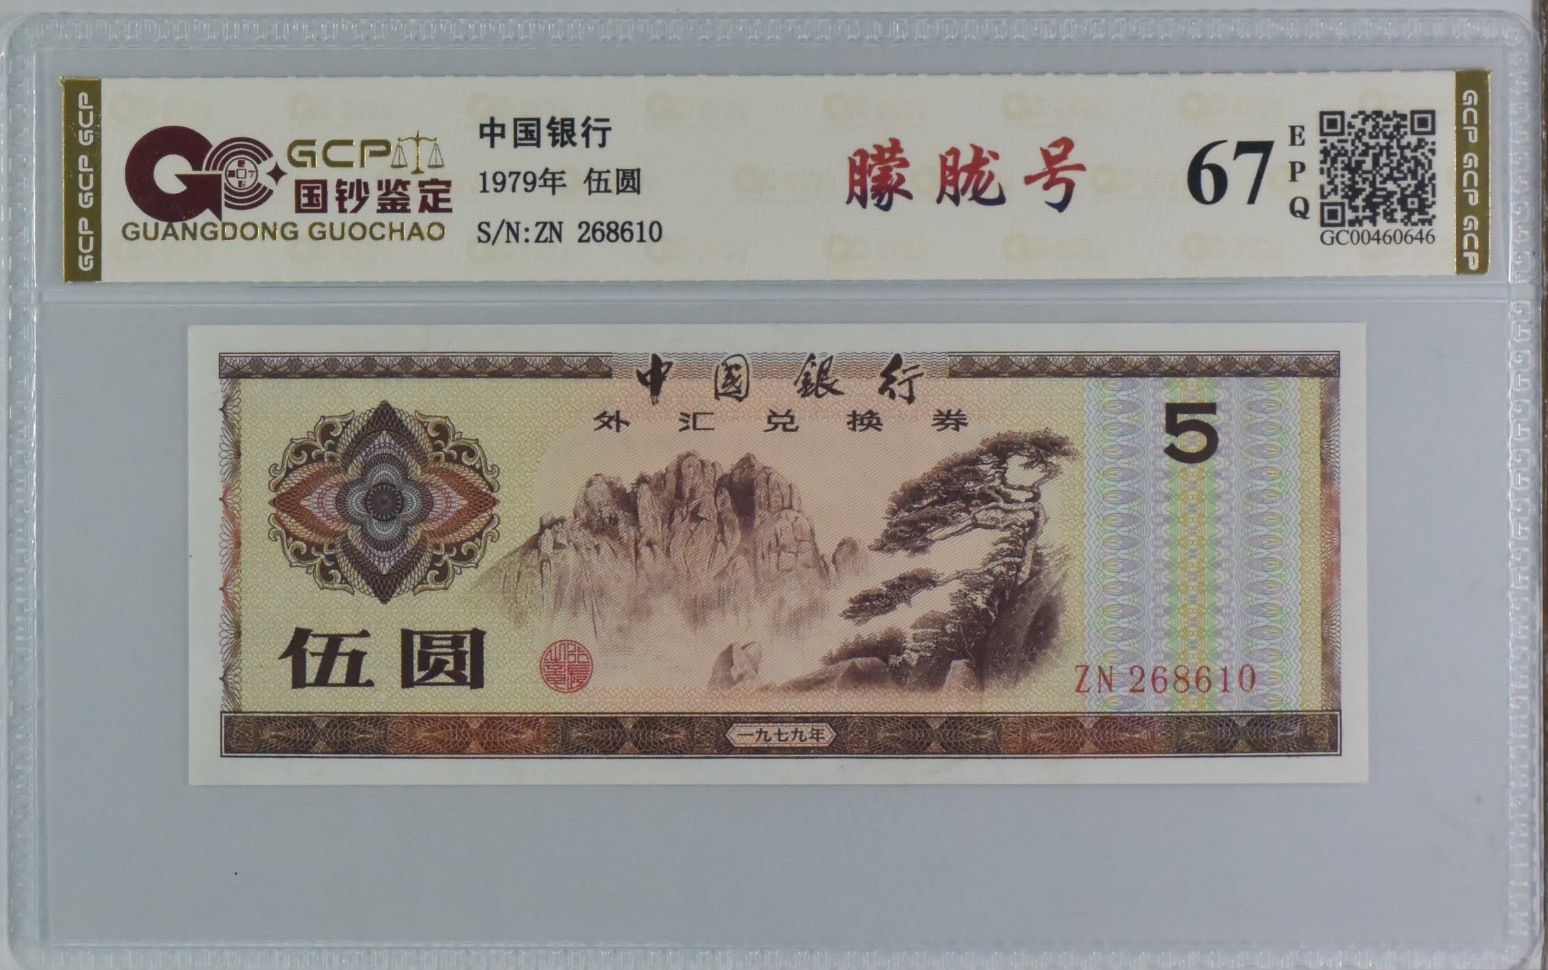 GCP GCP GCP
GCP
国钞鉴定
GUANGDONG GUOCHAO
中国银行
1979年 伍圆
S/N:ZN 268610
朦胧号
67
EPQ
GC00460646
GCP GCP GCP
中國銀行
外汇兑换券
5
伍圆
ZN 268610
一九七九年